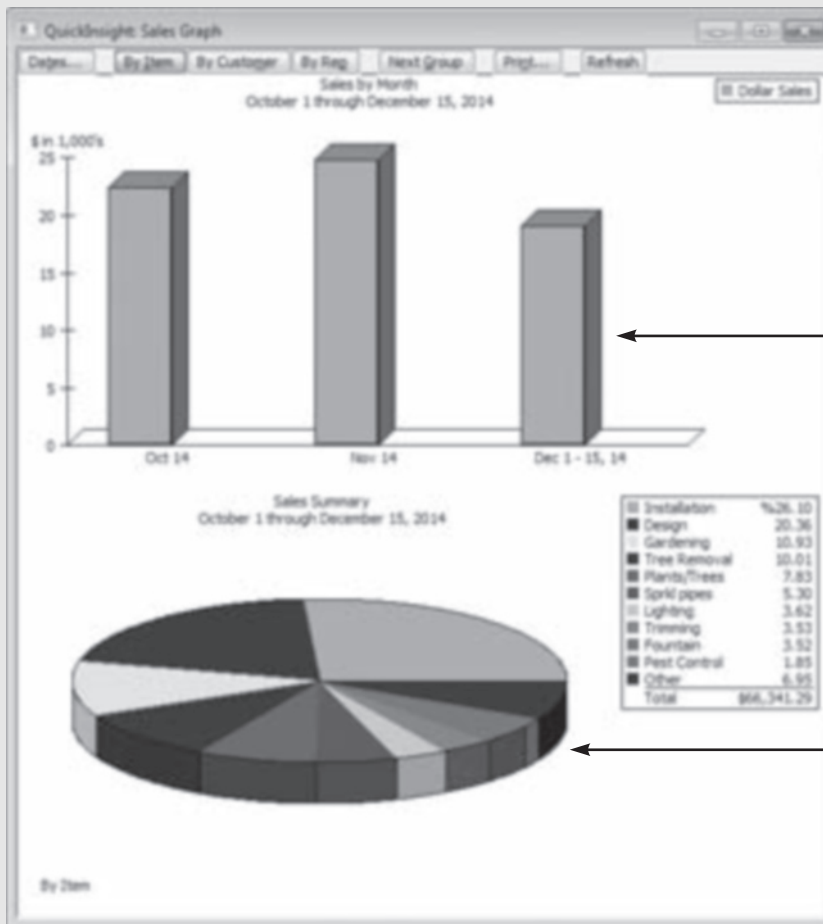 QuickInsight: Sales Graph
Dates... By Item By Customer By Rep Next Group Print... Refresh
Sales by Month
October 1 through December 15, 2014
Dollar Sales
$ in 1,000's
25
20
15
10
5
0
Oct 14 Nov 14 Dec 1 - 15, 14
Sales Summary
October 1 through December 15, 2014
Installation %26.10
Design 20.36
Gardening 10.93
Tree Removal 10.01
Plants/Trees 7.83
Sprkl pipes 5.30
Lighting 3.62
Trimming 3.53
Fountain 3.52
Pest Control 1.85
Other 6.95
Total $66,341.29
By Item